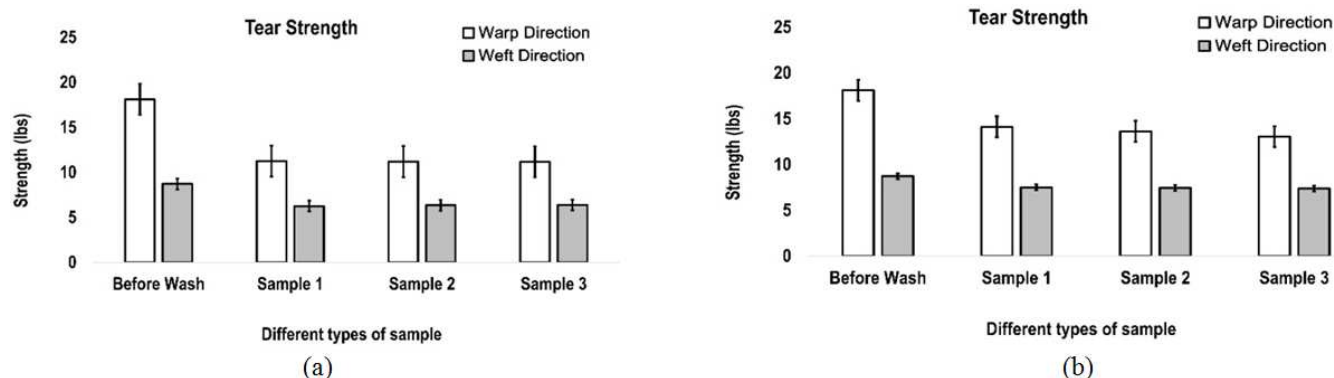 Tear Strength
Warp Direction
Weft Direction
Strength (lbs)
25
20
15
10
5
0
Before Wash
Sample 1
Sample 2
Sample 3
Different types of sample
(a)
Tear Strength
Warp Direction
Weft Direction
Strength (lbs)
25
20
15
10
5
0
Before Wash
Sample 1
Sample 2
Sample 3
Different types of sample
(b)